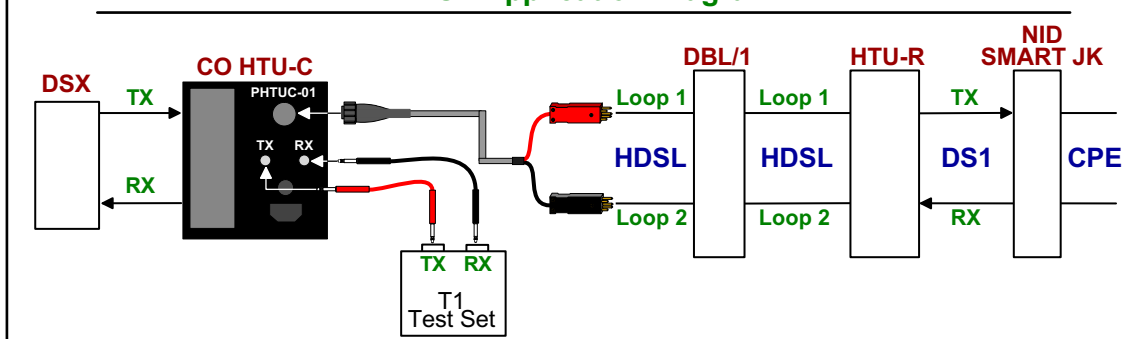 NID
CO HTU-C
DBL/1
HTU-R
SMART JK
DSX
PHTUC-01
TX
Loop 1
Loop 1
TX
TX
RX
HDSL
HDSL
DS1
CPE
RX
Loop 2
Loop 2
RX
TX
RX
T1
Test Set